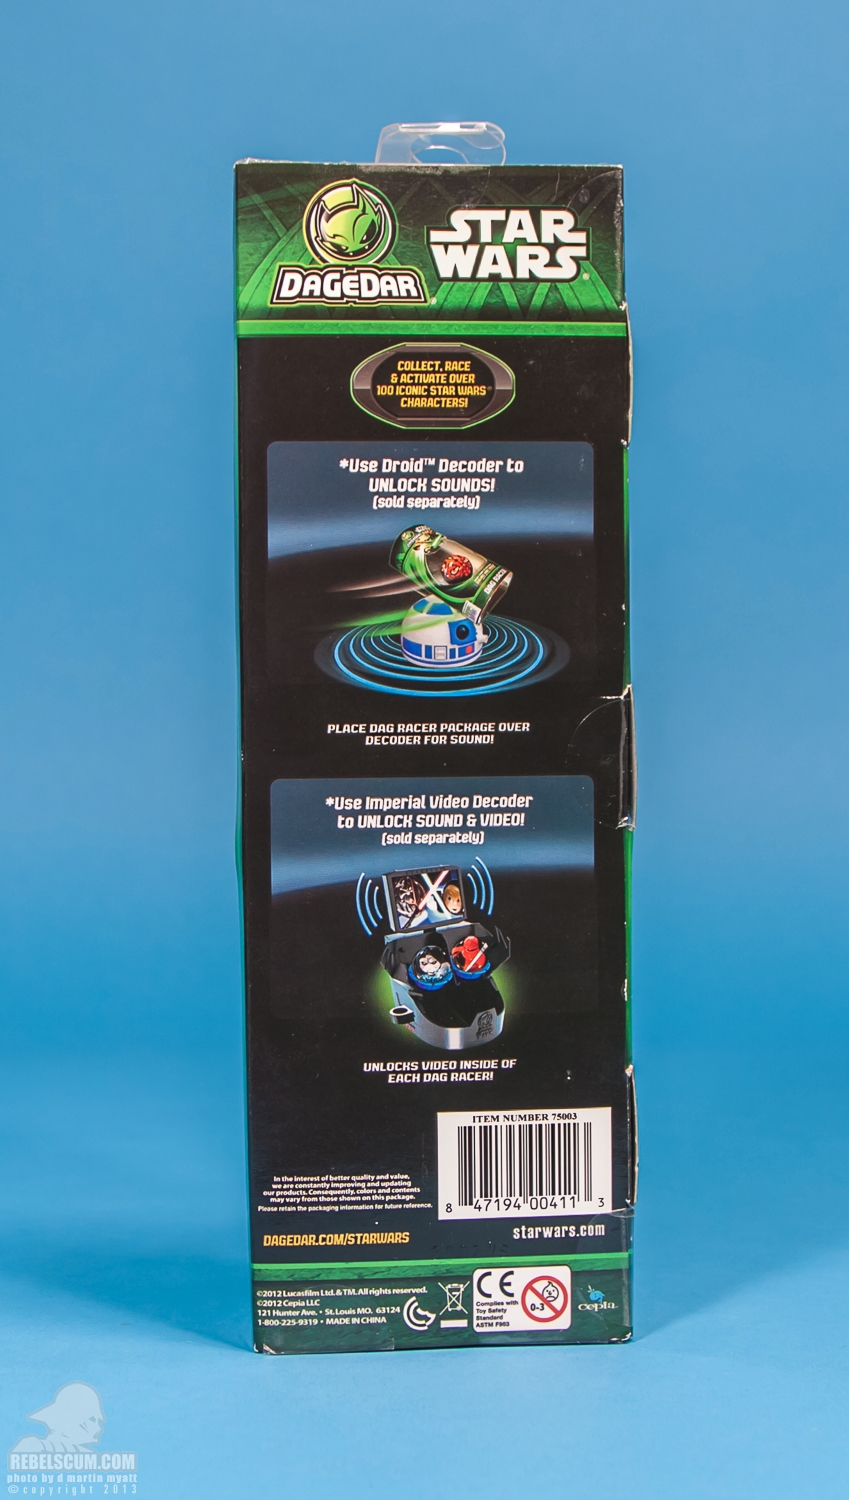 DAGEDAR
STAR
WARS
COLLECT, RACE
& ACTIVATE OVER
100 ICONIC STAR WARS®
CHARACTERS!
*Use Droid™ Decoder to
UNLOCK SOUNDS!
(sold separately)
DAG RACER
PLACE DAG RACER PACKAGE OVER
DECODER FOR SOUND!
*Use Imperial Video Decoder
to UNLOCK SOUND & VIDEO!
(sold separately)
UNLOCKS VIDEO INSIDE OF
EACH DAG RACER!
ITEM NUMBER 75003
8 47194 00411 3
In the interest of better quality and value,
we are constantly improving and updating
our products. Consequently, colors and contents
may vary from those shown on this package.
Please retain the packaging information for future reference.
DAGEDAR.COM/STARWARS
starwars.com
©2012 Lucasfilm Ltd. & TM. All rights reserved.
©2012 Cepia LLC
121 Hunter Ave. • St. Louis MO. 63124
1-800-225-9319 • MADE IN CHINA
CE
Complies with
Toy Safety
Standard
ASTM F963
0-3
cepia
REBELSCUM.COM
photo by d martin myatt
© copyright 2013